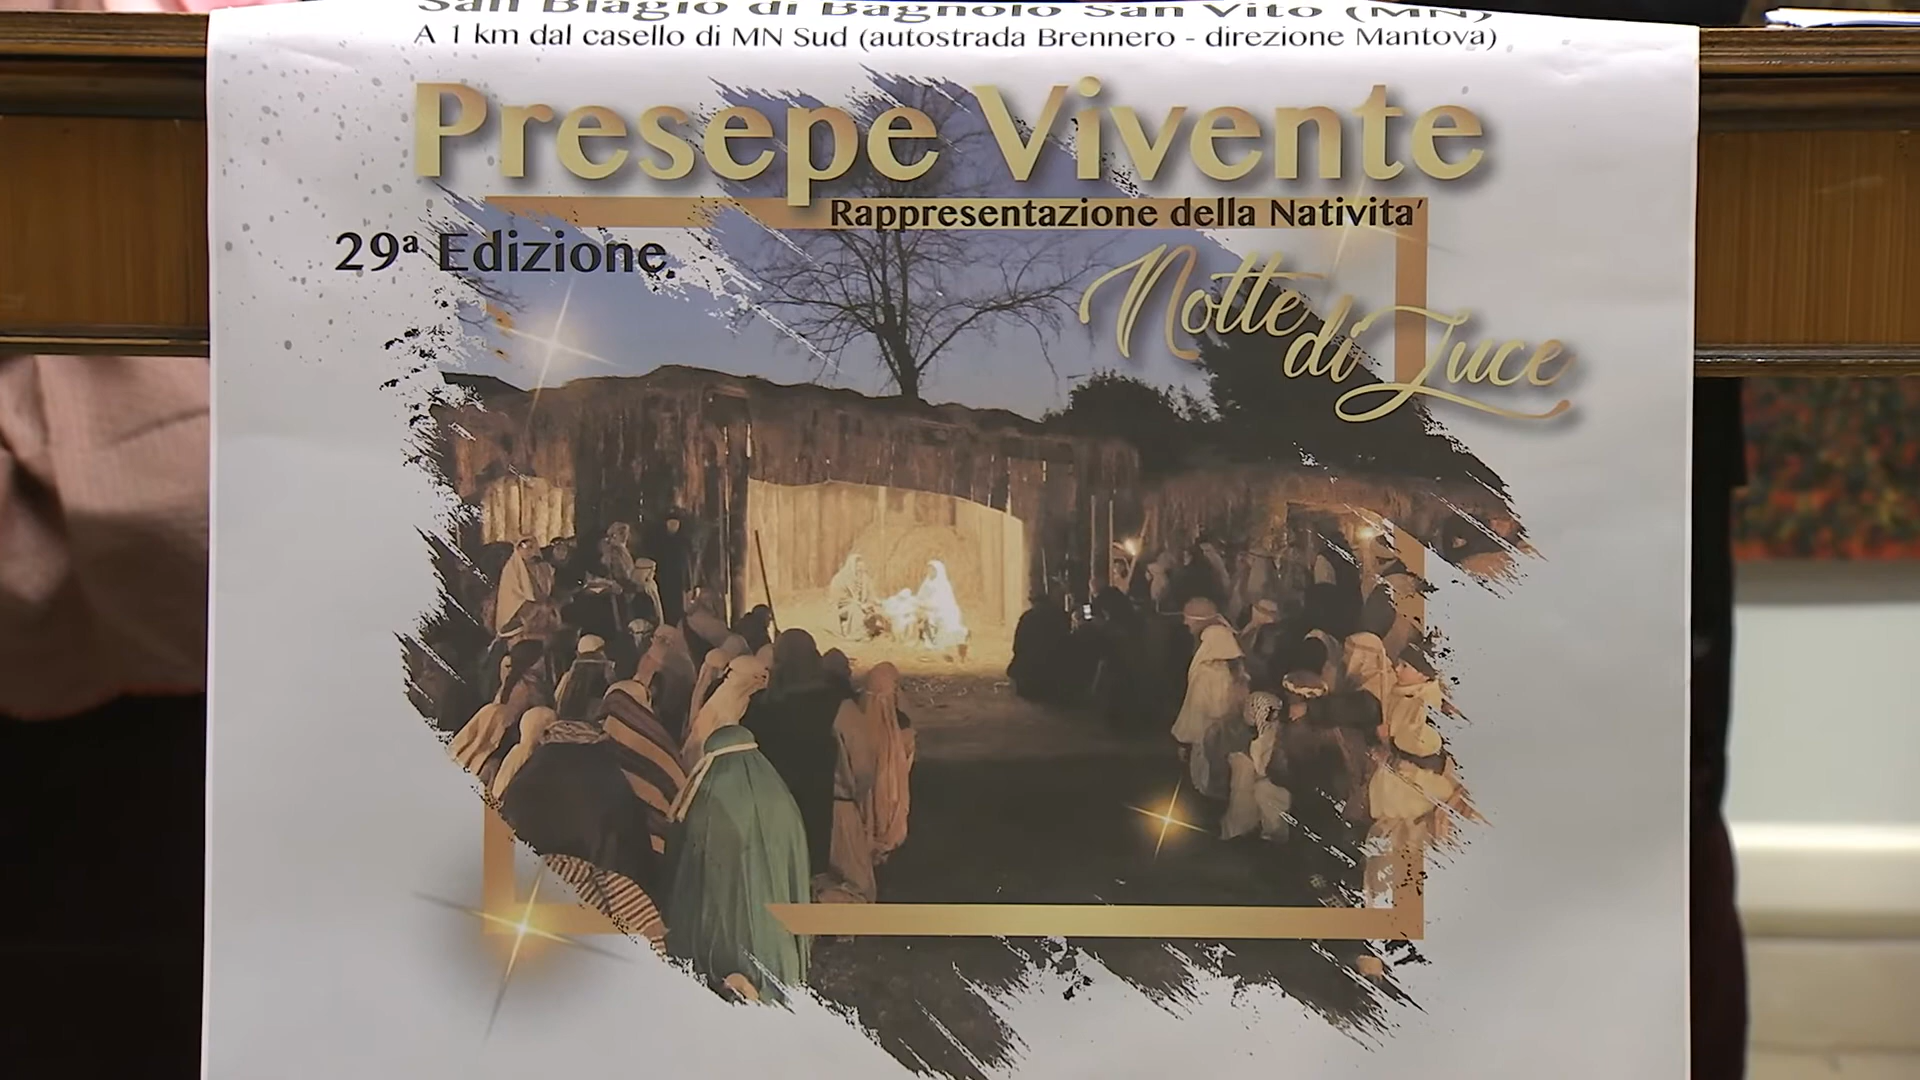 San Biagio di Bagnolo San Vito (MN)
A 1 km dal casello di MN Sud (autostrada Brennero - direzione Mantova)
Presepe Vivente
Rappresentazione della Nativita'
29ª Edizione
Notte
di Luce